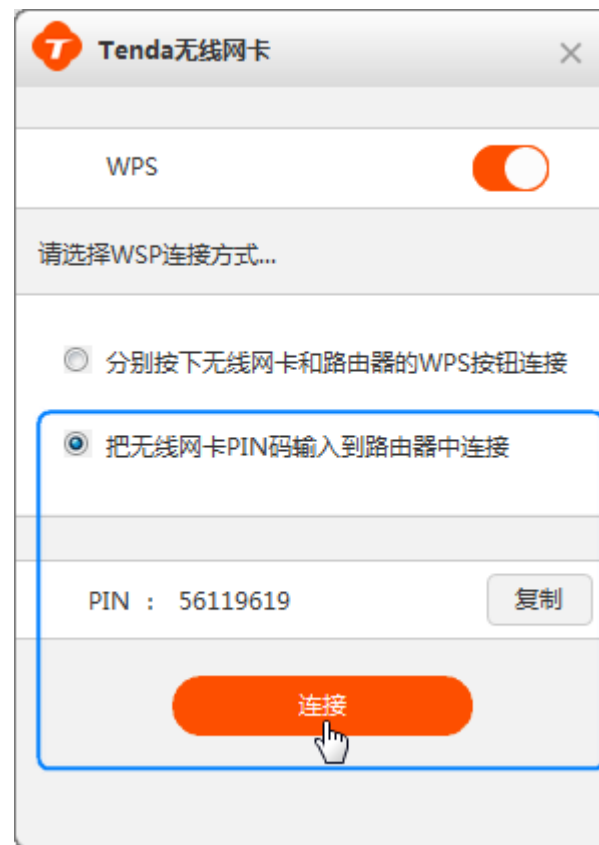 Tenda无线网卡
WPS
请选择WSP连接方式...
分别按下无线网卡和路由器的WPS按钮连接
把无线网卡PIN码输入到路由器中连接
PIN : 56119619 复制
连接